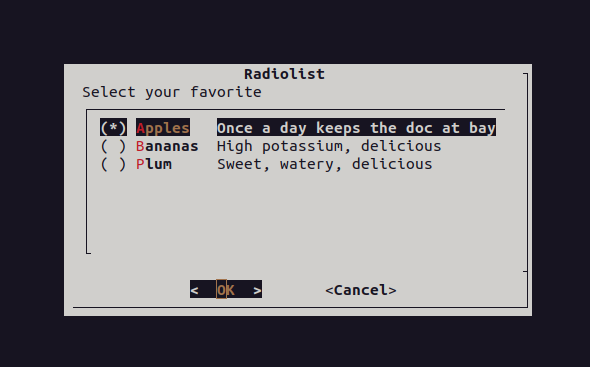 Radiolist
Select your favorite
(*) Apples   Once a day keeps the doc at bay
( ) Bananas  High potassium, delicious
( ) Plum     Sweet, watery, delicious
<  OK  >       <Cancel>